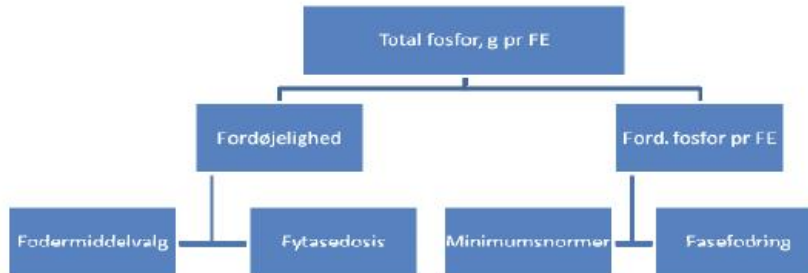 Total fosfor, g pr FE
Fordøjelighed
Ford. fosfor pr FE
Fodermiddelvalg
Fytasedosis
Minimumsnormer
Fasefodring